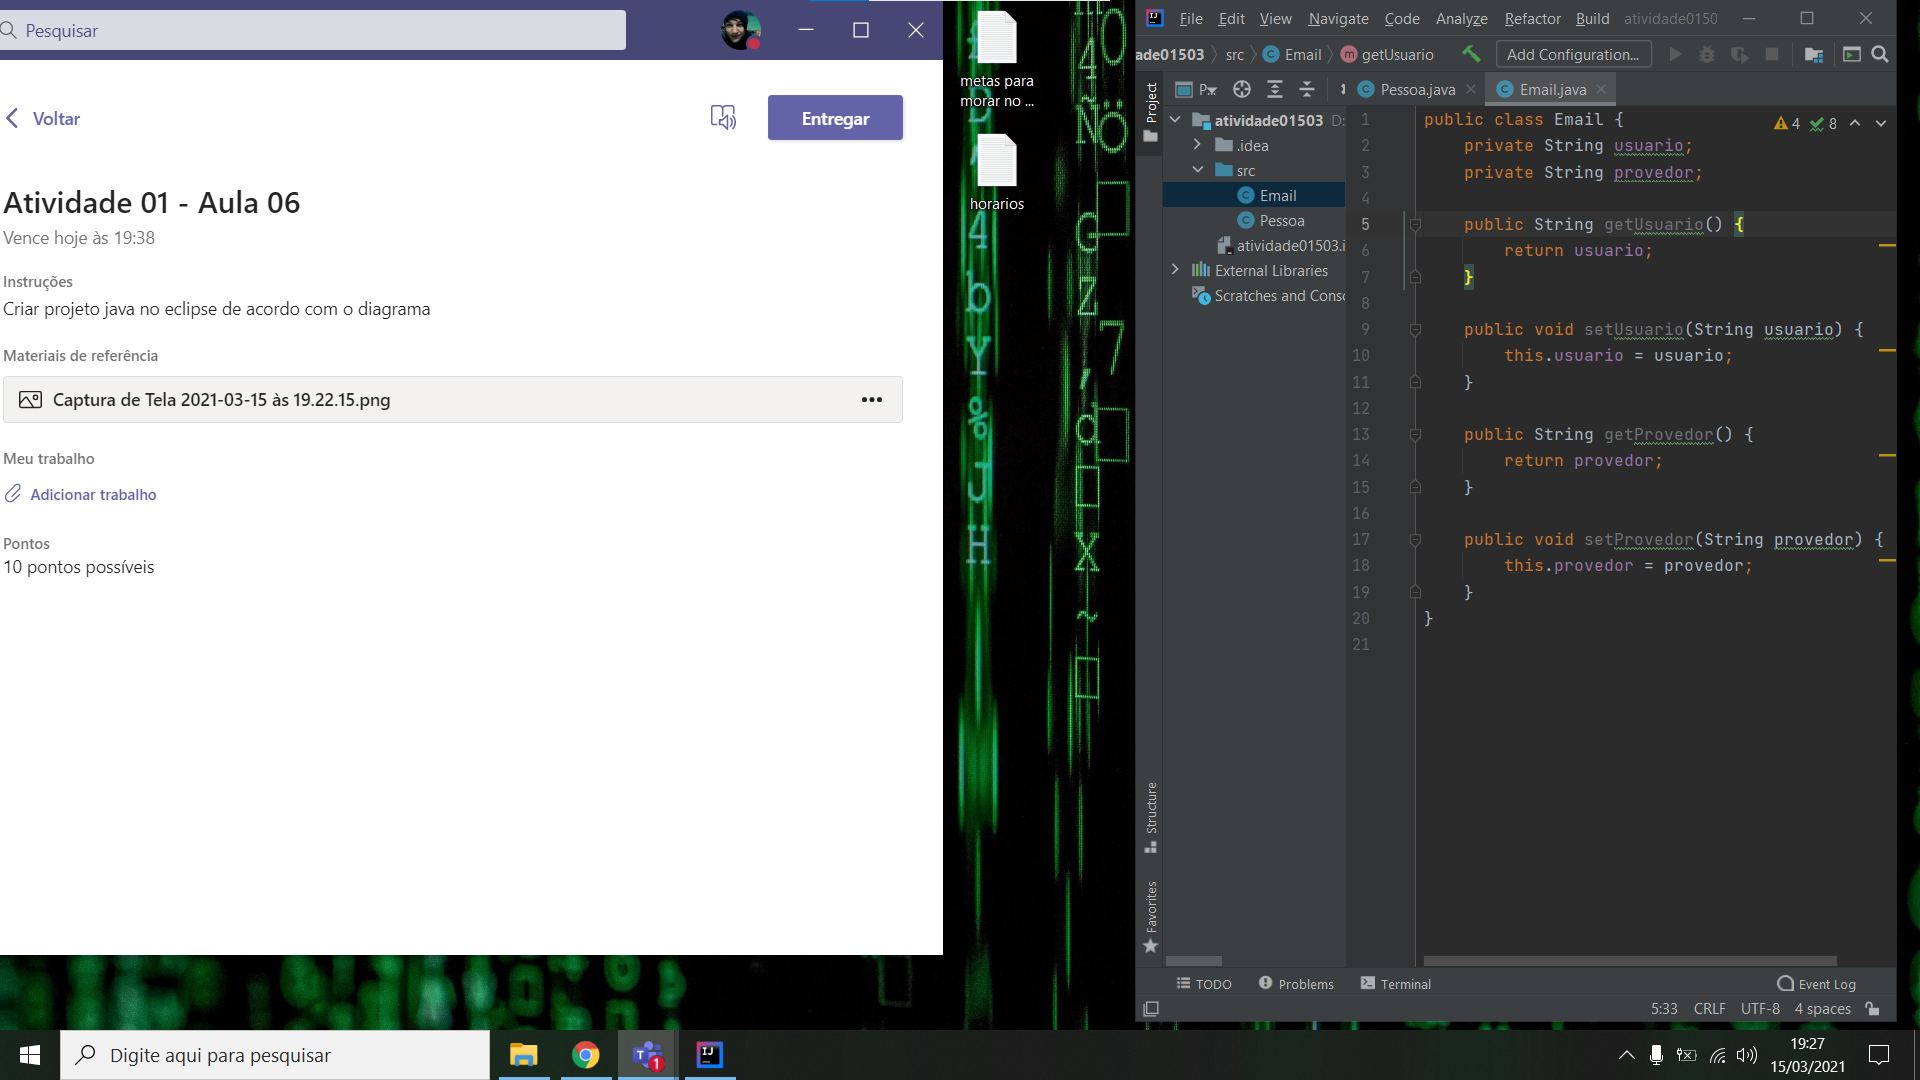 Pesquisar
Voltar
Entregar
Atividade 01 - Aula 06
Vence hoje às 19:38
Instruções
Criar projeto java no eclipse de acordo com o diagrama
Materiais de referência
Captura de Tela 2021-03-15 às 19.22.15.png
Meu trabalho
Adicionar trabalho
Pontos
10 pontos possíveis
metas para
morar no ...
horarios
File Edit View Navigate Code Analyze Refactor Build atividade0150
ade01503 src Email getUsuario Add Configuration...
Project
P... Pessoa.java Email.java
atividade01503 D:
.idea
src
Email
Pessoa
atividade01503.i
External Libraries
Scratches and Conso
4 8
1 public class Email {
2 private String usuario;
3 private String provedor;
4
5 public String getUsuario() {
6 return usuario;
7 }
8
9 public void setUsuario(String usuario) {
10 this.usuario = usuario;
11 }
12
13 public String getProvedor() {
14 return provedor;
15 }
16
17 public void setProvedor(String provedor) {
18 this.provedor = provedor;
19 }
20 }
21
Structure
Favorites
TODO Problems Terminal Event Log
5:33 CRLF UTF-8 4 spaces
Digite aqui para pesquisar
1
19:27
15/03/2021